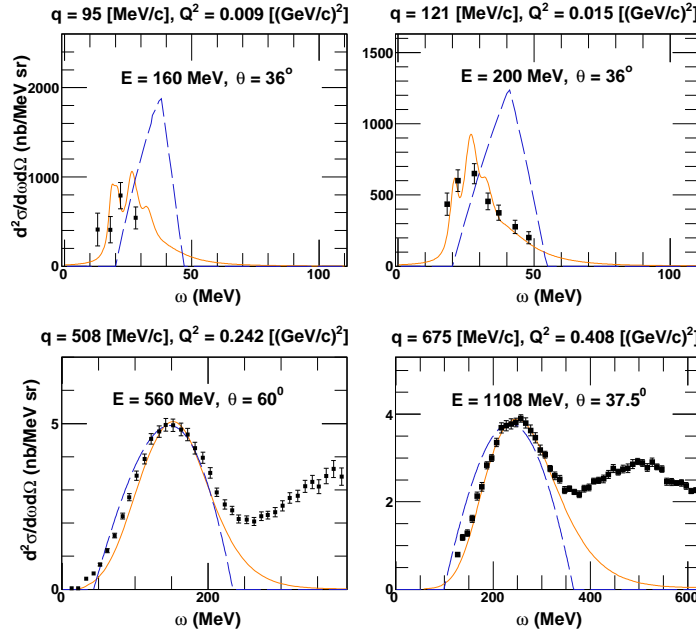 q = 95 [MeV/c], Q² = 0.009 [(GeV/c)²]
q = 121 [MeV/c], Q² = 0.015 [(GeV/c)²]
d²σ/dωdΩ (nb/MeV sr)
2000
1000
0
E = 160 MeV, θ = 36°
0
50
100
ω (MeV)
1500
1000
500
0
E = 200 MeV, θ = 36°
0
50
100
ω (MeV)
q = 508 [MeV/c], Q² = 0.242 [(GeV/c)²]
q = 675 [MeV/c], Q² = 0.408 [(GeV/c)²]
d²σ/dωdΩ (nb/MeV sr)
5
0
E = 560 MeV, θ = 60⁰
200
ω (MeV)
4
2
0
E = 1108 MeV, θ = 37.5⁰
0
200
400
600
ω (MeV)